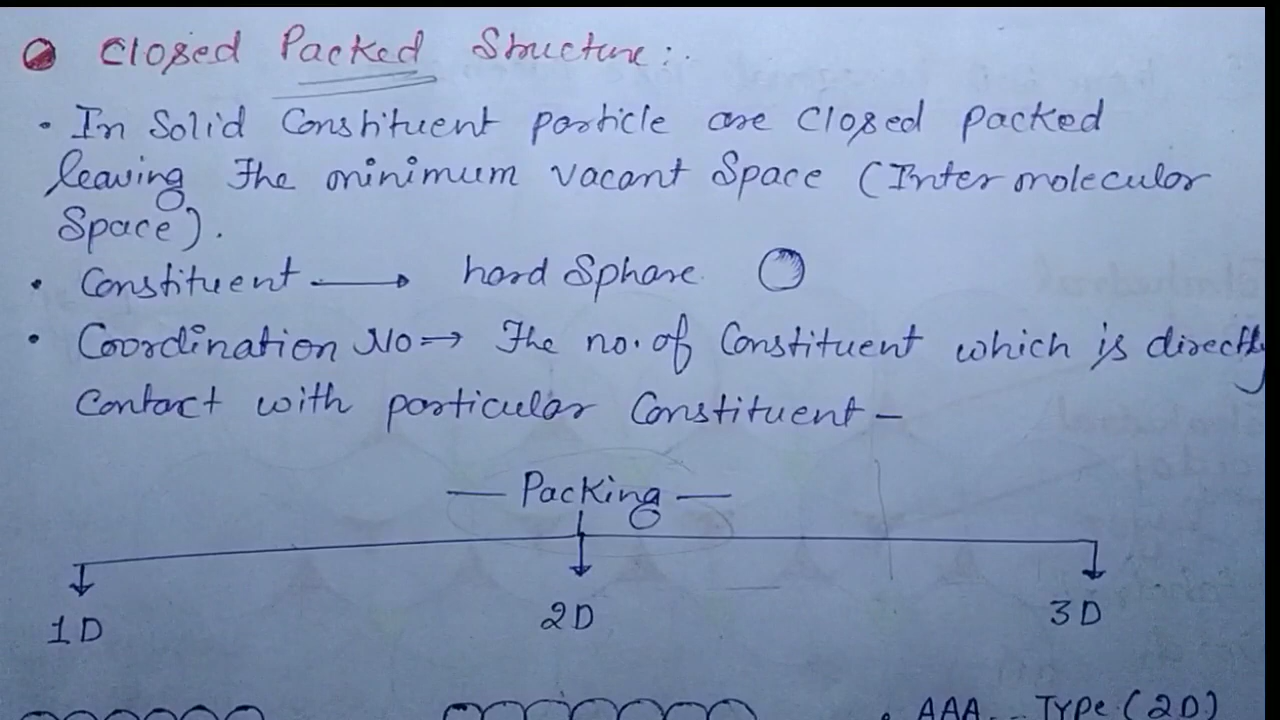 Closed Packed Structure:.
• In Solid Constituent particle are Closed packed
leaving The minimum vacant Space (Inter molecular
Space).
• Constituent → hard Sphare
• Coordination No → The no. of Constituent which is directly
Contact with particular Constituent –
— Packing —
1D 2D 3D
• AAA... Type (2D)